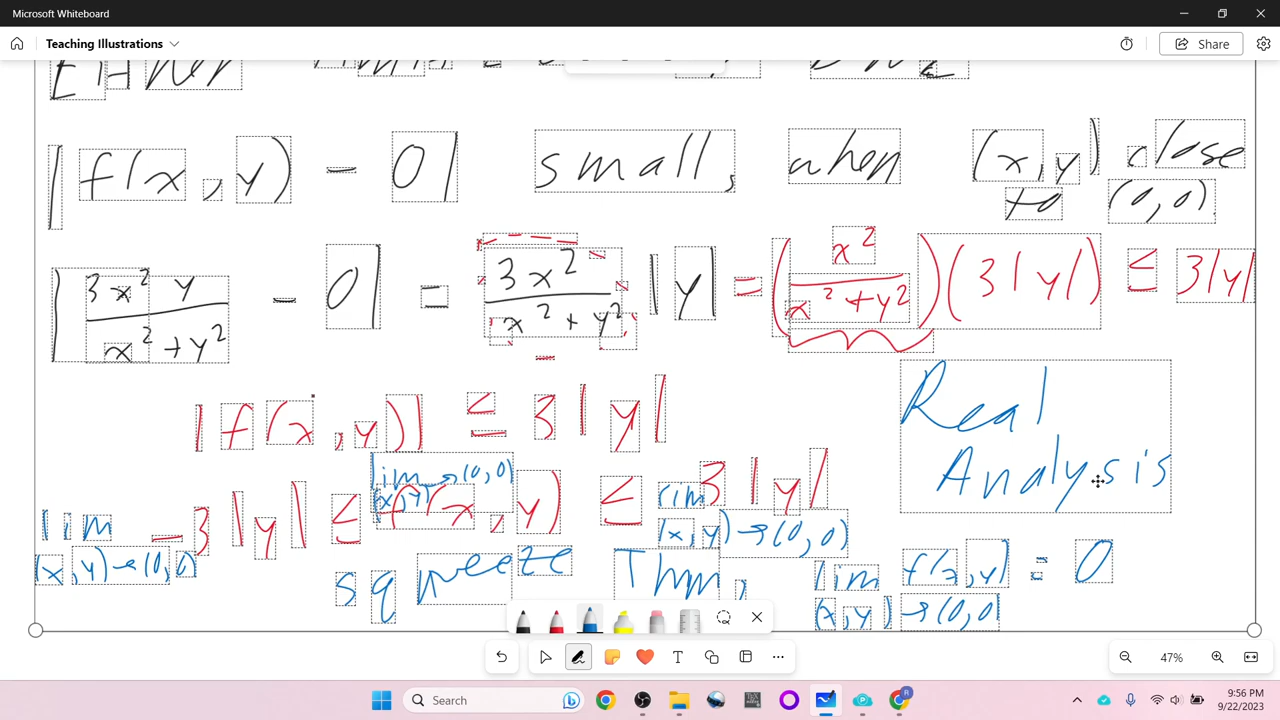 Microsoft Whiteboard
Teaching Illustrations
Share
Either
|f(x,y) - 0| small, when (x,y) close
to (0,0).
|3x²y/(x²+y²) - 0| = 3x²/(x²+y²) |y| = (x²/(x²+y²))(3|y|) ≤ 3|y|
|f(x,y)| ≤ 3|y|
Real
Analysis
lim (x,y)→(0,0) -3|y| ≤ lim (x,y)→(0,0) f(x,y) ≤ lim (x,y)→(0,0) 3|y|
squeeze Thm, lim (x,y)→(0,0) f(x,y) = 0
47%
Search
9:56 PM
9/22/2023